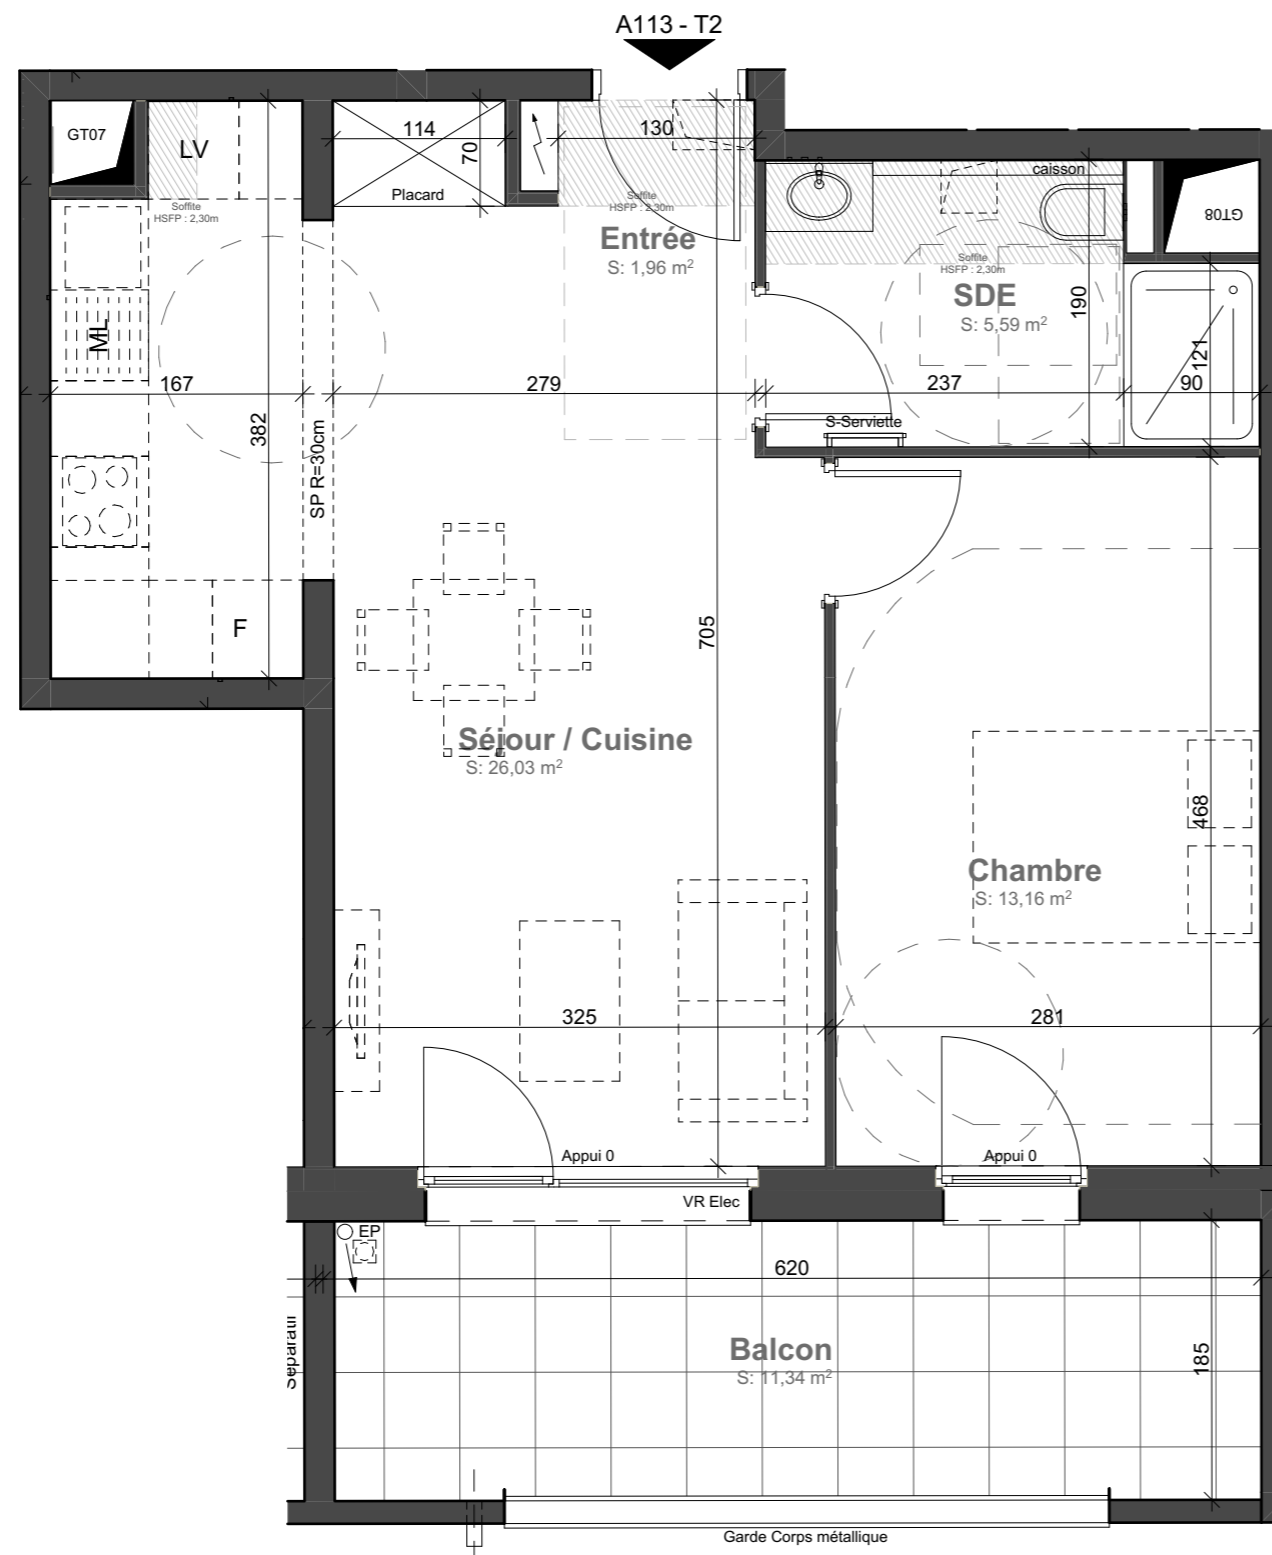 A113 - T2
GT07
LV
114
70
Placard
130
caisson
GT08
Soffite
HSFP : 2,30m
Soffite
HSFP : 2,30m
Entrée
S: 1,96 m²
Soffite
HSFP : 2,30m
SDE
S: 5,59 m²
190
121
ML
167
279
237
90
382
SP R=30cm
S-Serviette
F
705
Séjour / Cuisine
S: 26,03 m²
468
Chambre
S: 13,16 m²
325
281
Appui 0
Appui 0
VR Elec
EP
620
Séparatif
Balcon
S: 11,34 m²
185
Garde Corps métallique